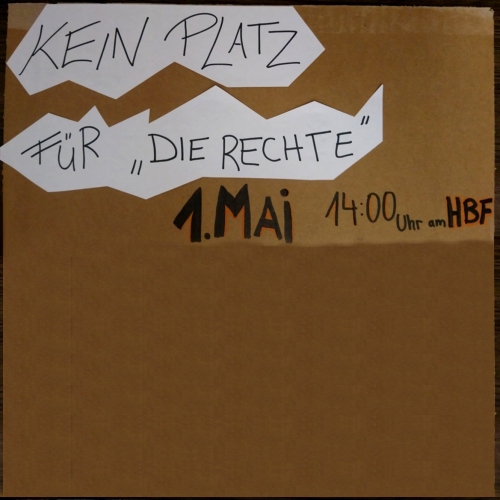 KEIN PLATZ
FÜR „DIE RECHTE"
1. MAi 14:00 Uhr am HBF